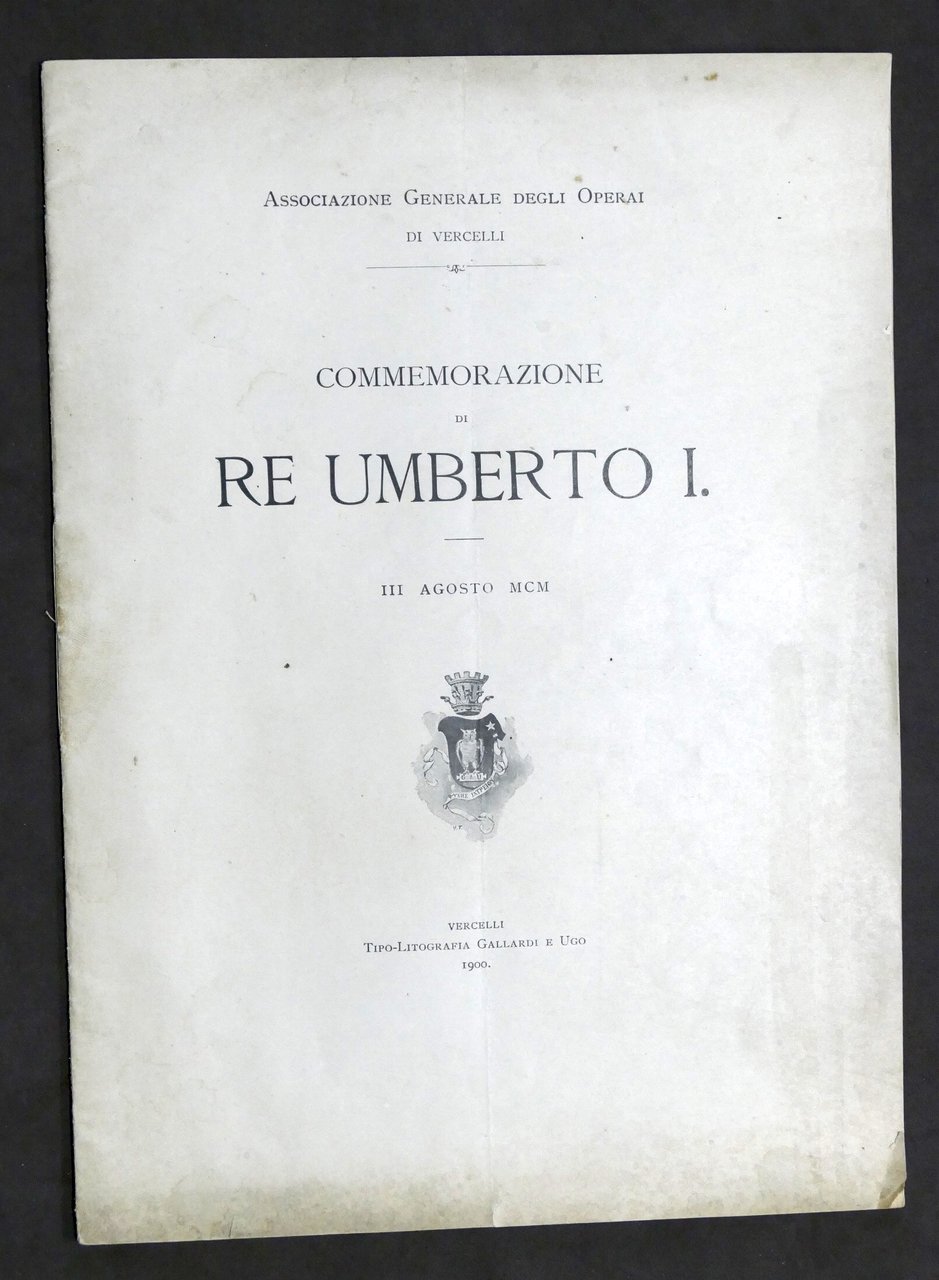 Associazione Generale degli Operai
DI VERCELLI
COMMEMORAZIONE
DI
RE UMBERTO I.
III AGOSTO MCM
VERCELLI
Tipo-Litografia Gallardi e Ugo
1900.